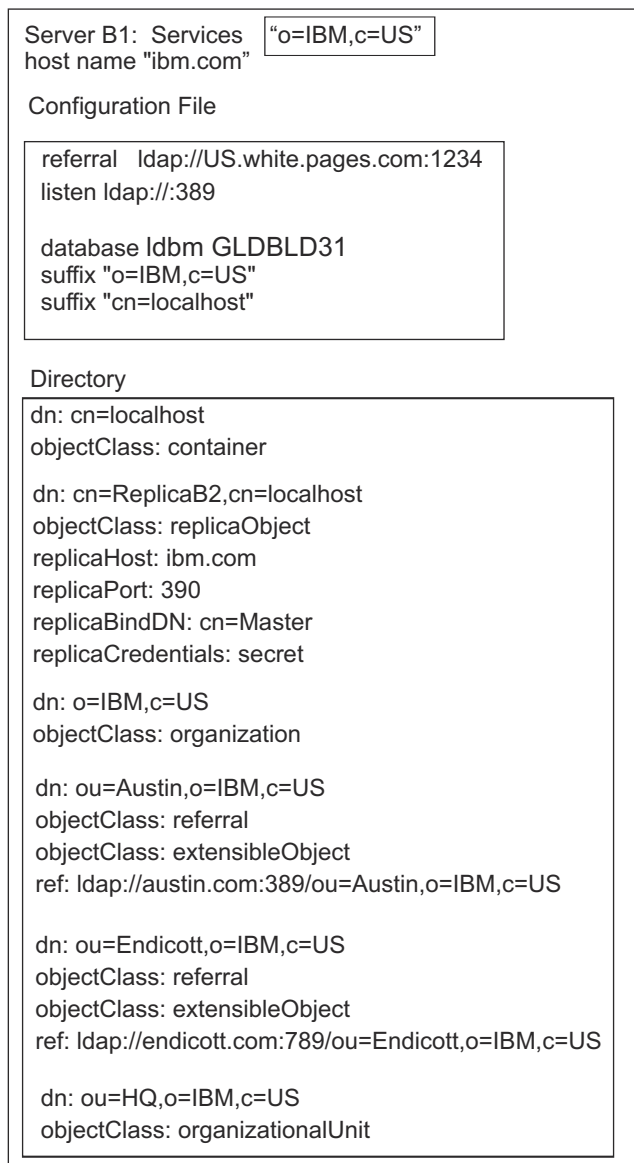 Server B1: Services “o=IBM,c=US”
host name "ibm.com”
Configuration File
referral ldap://US.white.pages.com:1234
listen ldap://:389
database ldbm GLDBLD31
suffix "o=IBM,c=US"
suffix "cn=localhost"
Directory
dn: cn=localhost
objectClass: container
dn: cn=ReplicaB2,cn=localhost
objectClass: replicaObject
replicaHost: ibm.com
replicaPort: 390
replicaBindDN: cn=Master
replicaCredentials: secret
dn: o=IBM,c=US
objectClass: organization
dn: ou=Austin,o=IBM,c=US
objectClass: referral
objectClass: extensibleObject
ref: ldap://austin.com:389/ou=Austin,o=IBM,c=US
dn: ou=Endicott,o=IBM,c=US
objectClass: referral
objectClass: extensibleObject
ref: ldap://endicott.com:789/ou=Endicott,o=IBM,c=US
dn: ou=HQ,o=IBM,c=US
objectClass: organizationalUnit